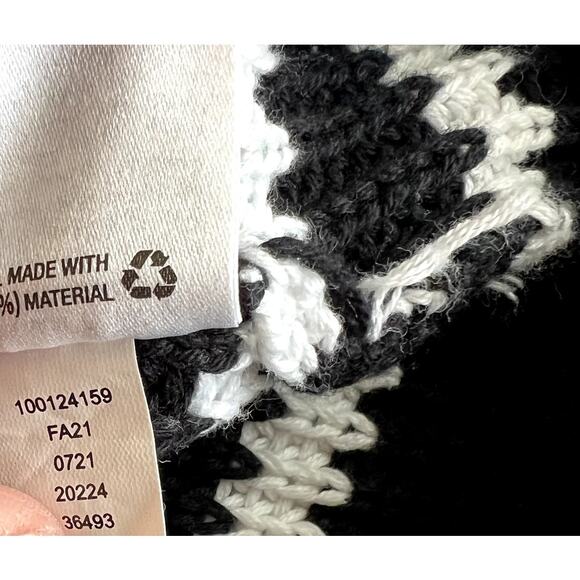 MADE WITH
%) MATERIAL
100124159
FA21
0721
20224
36493